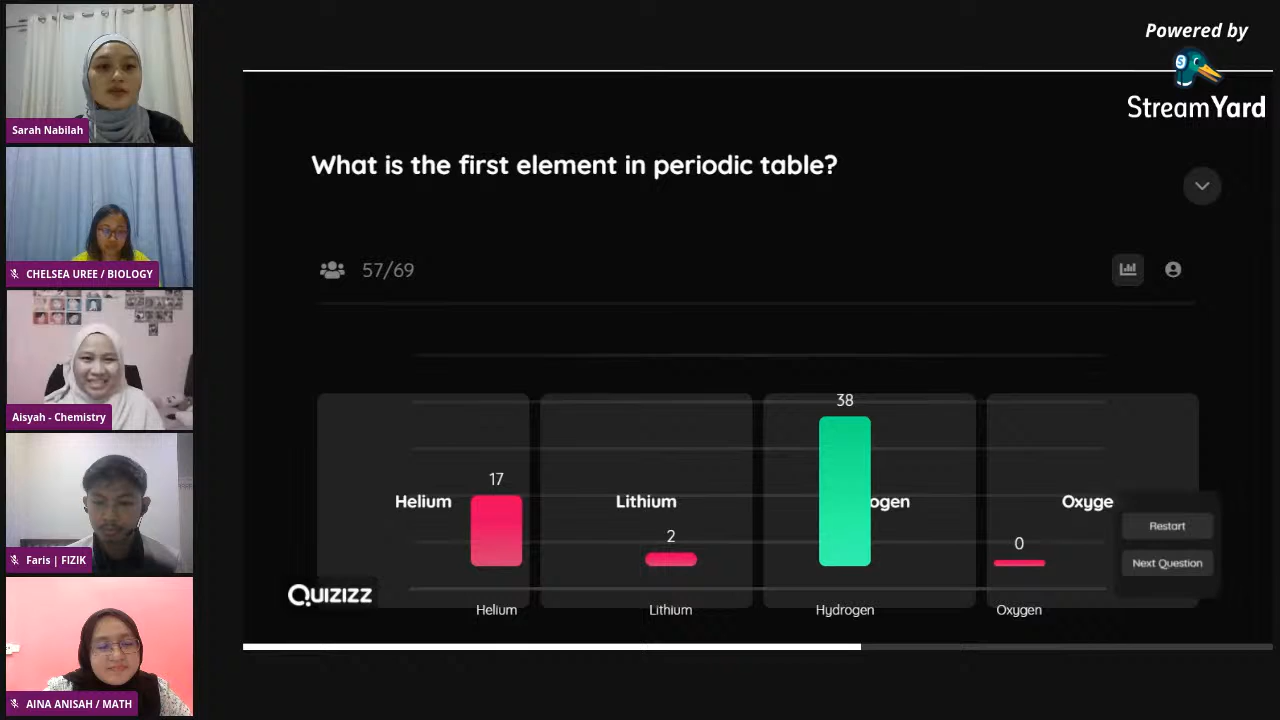 Powered by
StreamYard
Sarah Nabilah
CHELSEA UREE / BIOLOGY
Aisyah - Chemistry
Faris | FIZIK
AINA ANISAH / MATH
What is the first element in periodic table?
57/69
38
17
2
0
Helium
Lithium
ogen
Oxyge
Restart
Next Question
QUIZIZZ
Helium
Lithium
Hydrogen
Oxygen